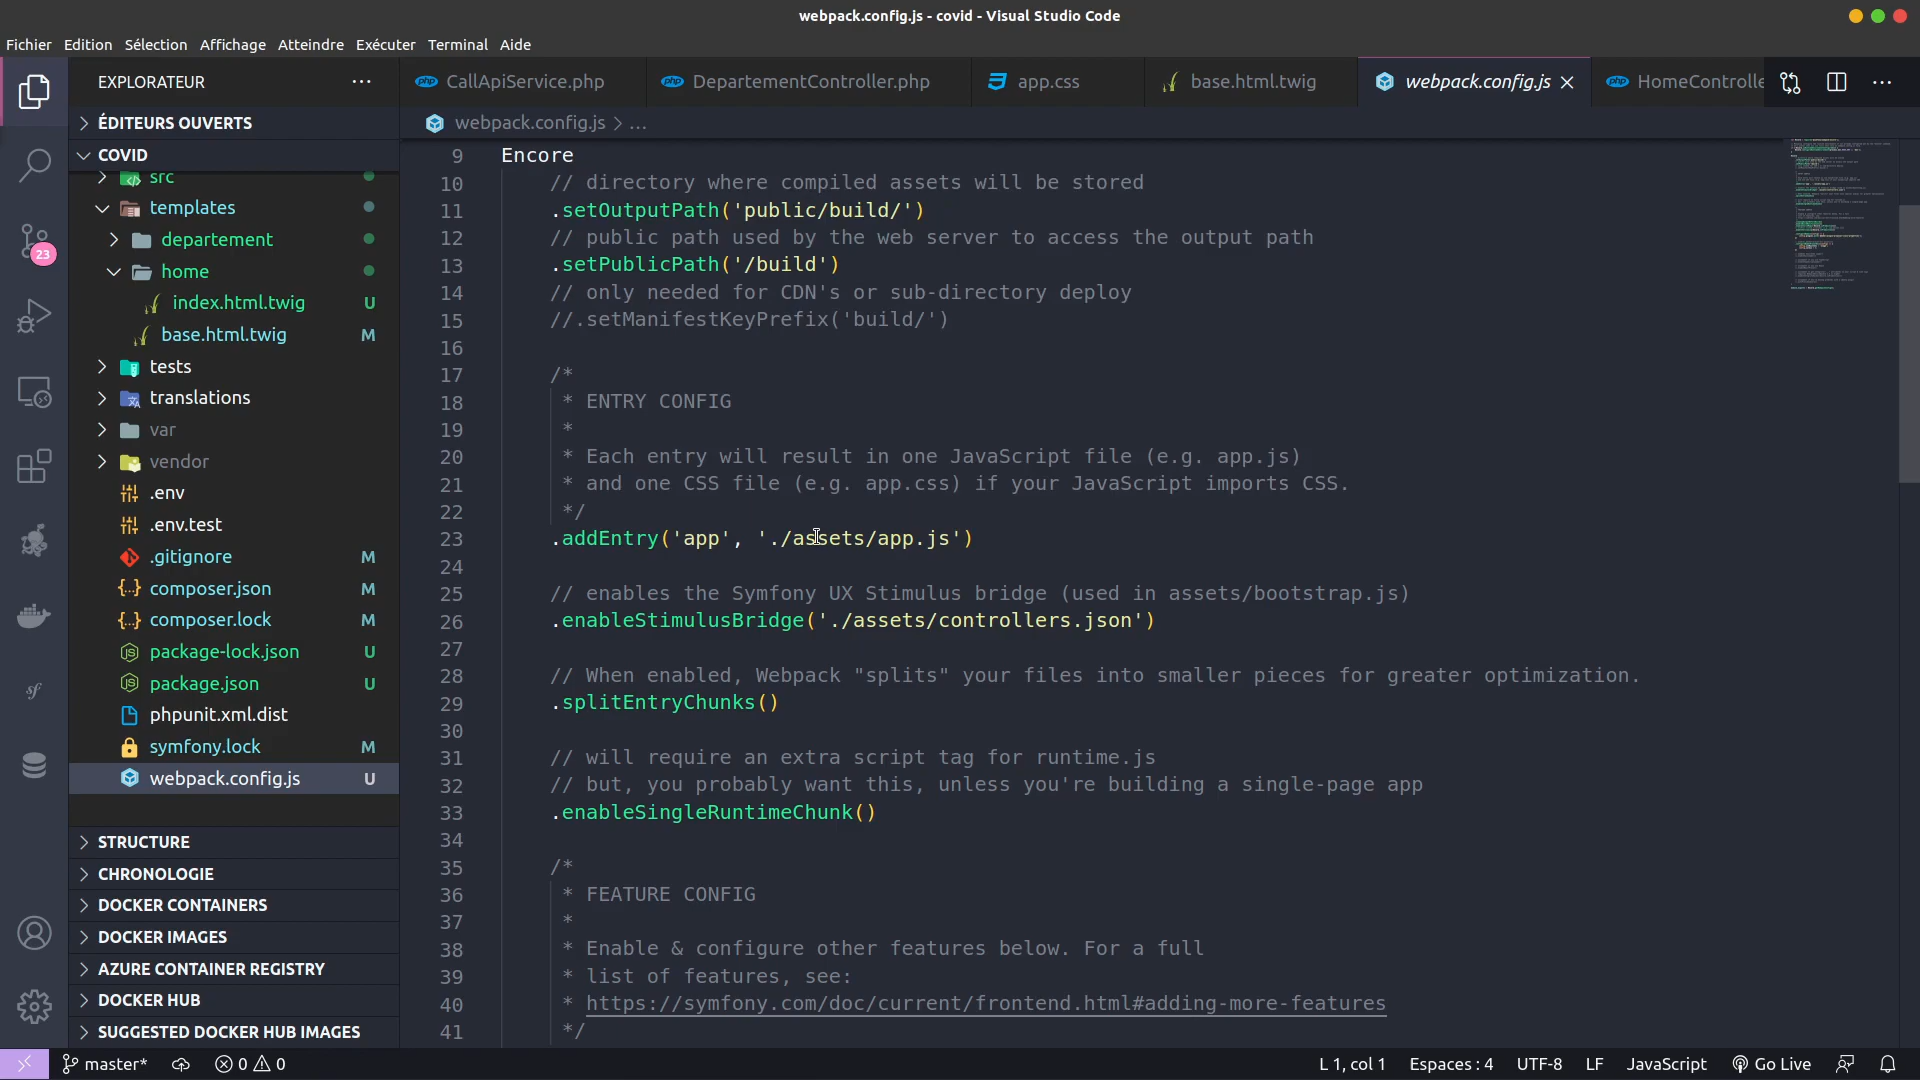 webpack.config.js - covid - Visual Studio Code
Fichier Edition Sélection Affichage Atteindre Exécuter Terminal Aide
EXPLORATEUR
CallApiService.php DepartementController.php app.css base.html.twig webpack.config.js HomeControlle
ÉDITEURS OUVERTS
webpack.config.js > ...
COVID
src
templates
departement
home
index.html.twig U
base.html.twig M
tests
translations
var
vendor
.env
.env.test
.gitignore M
composer.json M
composer.lock M
package-lock.json U
package.json U
phpunit.xml.dist
symfony.lock M
webpack.config.js U
STRUCTURE
CHRONOLOGIE
DOCKER CONTAINERS
DOCKER IMAGES
AZURE CONTAINER REGISTRY
DOCKER HUB
SUGGESTED DOCKER HUB IMAGES
23
9 Encore
10 // directory where compiled assets will be stored
11 .setOutputPath('public/build/')
12 // public path used by the web server to access the output path
13 .setPublicPath('/build')
14 // only needed for CDN's or sub-directory deploy
15 //.setManifestKeyPrefix('build/')
16
17 /*
18 * ENTRY CONFIG
19 *
20 * Each entry will result in one JavaScript file (e.g. app.js)
21 * and one CSS file (e.g. app.css) if your JavaScript imports CSS.
22 */
23 .addEntry('app', './assets/app.js')
24
25 // enables the Symfony UX Stimulus bridge (used in assets/bootstrap.js)
26 .enableStimulusBridge('./assets/controllers.json')
27
28 // When enabled, Webpack "splits" your files into smaller pieces for greater optimization.
29 .splitEntryChunks()
30
31 // will require an extra script tag for runtime.js
32 // but, you probably want this, unless you're building a single-page app
33 .enableSingleRuntimeChunk()
34
35 /*
36 * FEATURE CONFIG
37 *
38 * Enable & configure other features below. For a full
39 * list of features, see:
40 * https://symfony.com/doc/current/frontend.html#adding-more-features
41 */
master* 0 0 L 1, col 1 Espaces : 4 UTF-8 LF JavaScript Go Live